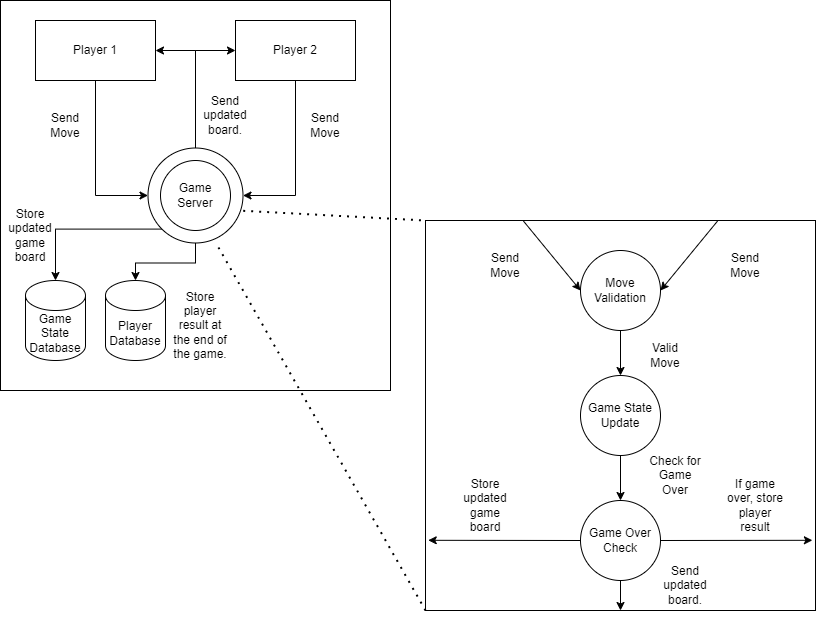 Player 1
Player 2
Send
Move
Send
updated
board.
Send
Move
Game
Server
Store
updated
game
board
Game
State
Database
Player
Database
Store
player
result at
the end of
the game.
Send
Move
Send
Move
Move
Validation
Valid
Move
Game State
Update
Check for
Game
Over
Store
updated
game
board
If game
over, store
player
result
Game Over
Check
Send
updated
board.